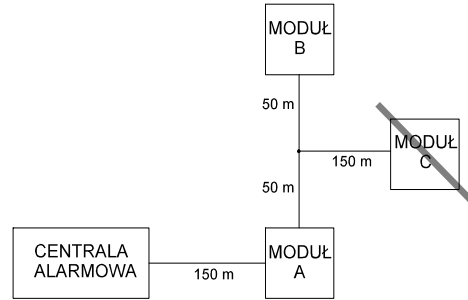 MODUŁ
B
50 m
MODUŁ
C
150 m
50 m
CENTRALA
ALARMOWA
150 m
MODUŁ
A